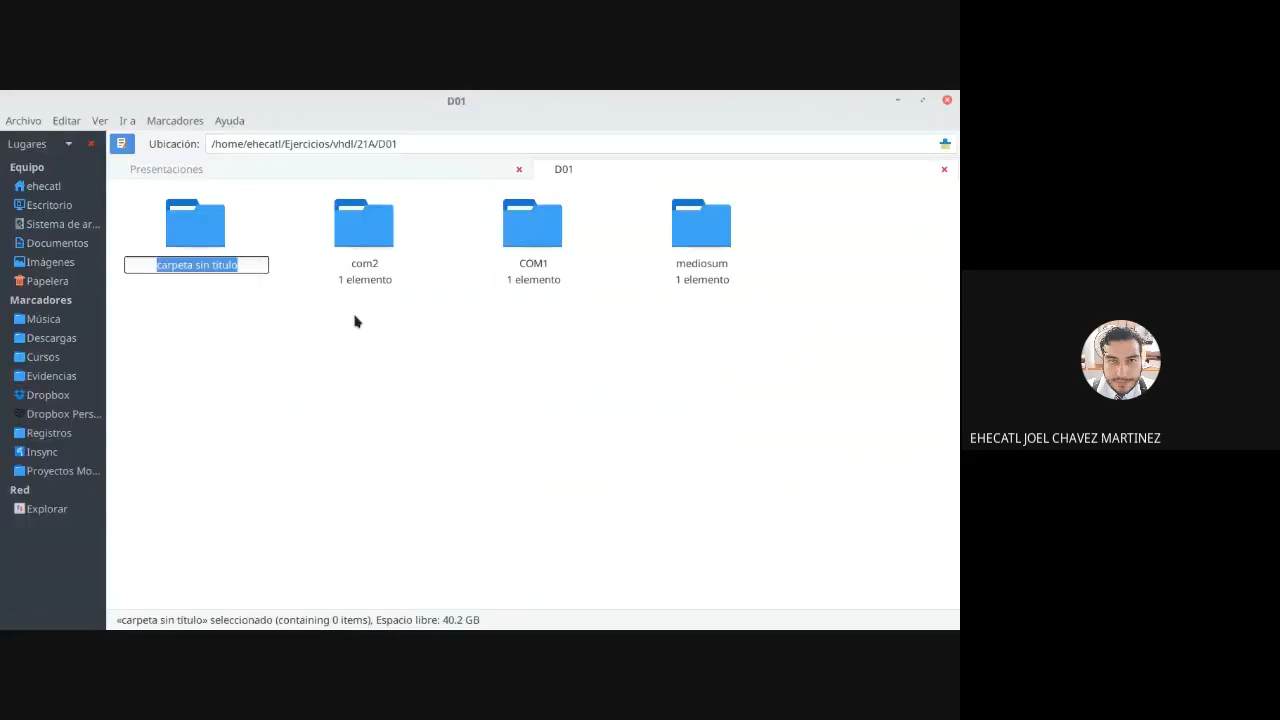 D01
Archivo Editar Ver Ir a Marcadores Ayuda
Lugares
Ubicación: /home/ehecatl/Ejercicios/vhdl/21A/D01
Presentaciones
D01
Equipo
ehecatl
Escritorio
Sistema de ar...
Documentos
Imágenes
Papelera
Marcadores
Música
Descargas
Cursos
Evidencias
Dropbox
Dropbox Pers...
Registros
Insync
Proyectos Mo...
Red
Explorar
carpeta sin título
com2
1 elemento
COM1
1 elemento
mediosum
1 elemento
«carpeta sin título» seleccionado (containing 0 items), Espacio libre: 40.2 GB
EHECATL JOEL CHAVEZ MARTINEZ